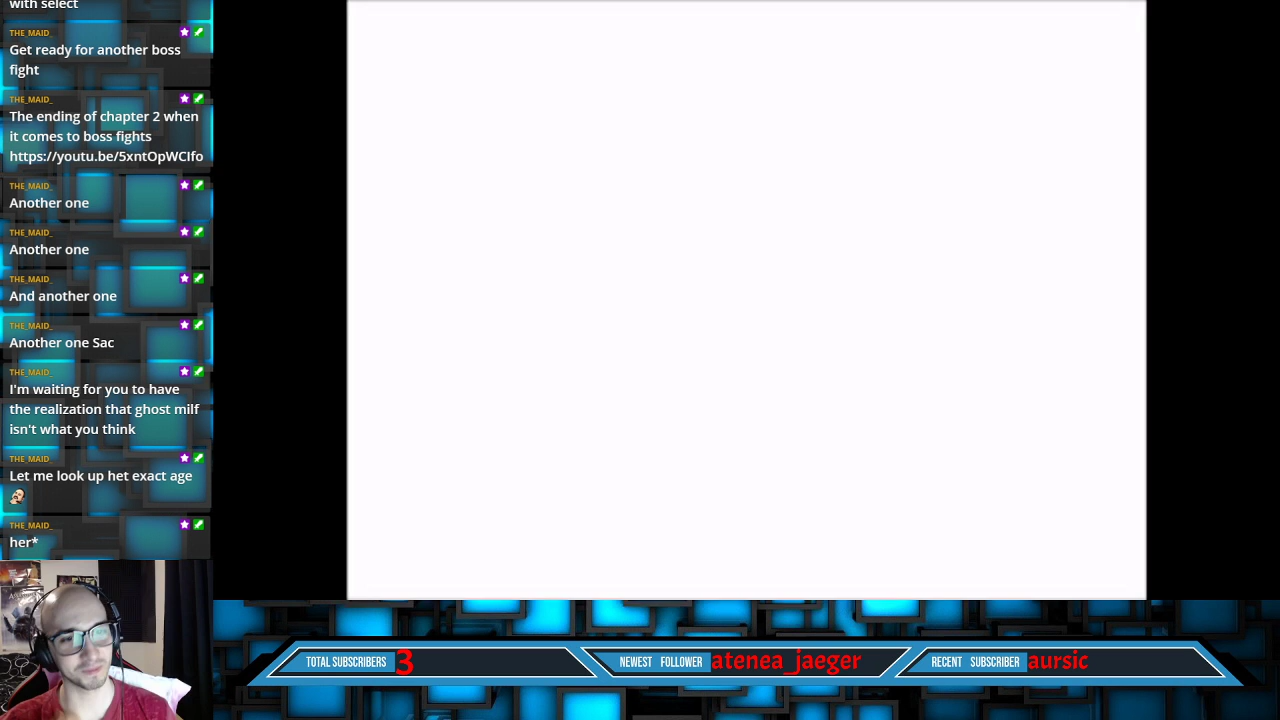 with select
THE_MAID_
Get ready for another boss
fight
THE_MAID_
The ending of chapter 2 when
it comes to boss fights
https://youtu.be/5xntOpWCIfo
THE_MAID_
Another one
THE_MAID_
Another one
THE_MAID_
And another one
THE_MAID_
Another one Sac
THE_MAID_
I'm waiting for you to have
the realization that ghost milf
isn't what you think
THE_MAID_
Let me look up het exact age
THE_MAID_
her*
TOTAL SUBSCRIBERS 3
NEWEST FOLLOWER atenea_jaeger
RECENT SUBSCRIBER aursic